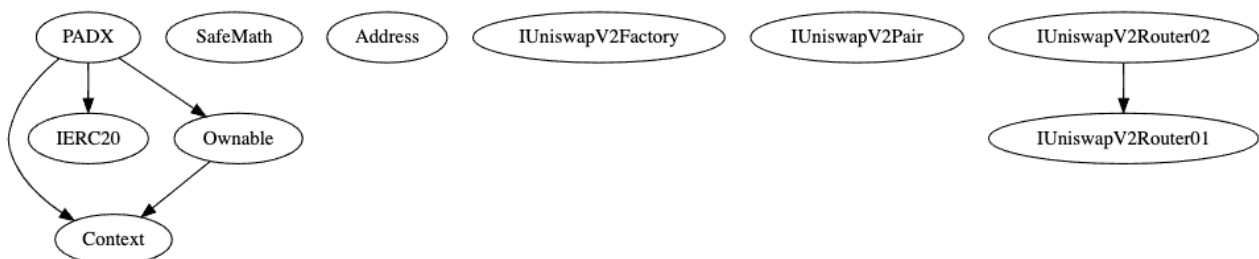 PADX
SafeMath
Address
IUniswapV2Factory
IUniswapV2Pair
IUniswapV2Router02
IERC20
Ownable
IUniswapV2Router01
Context